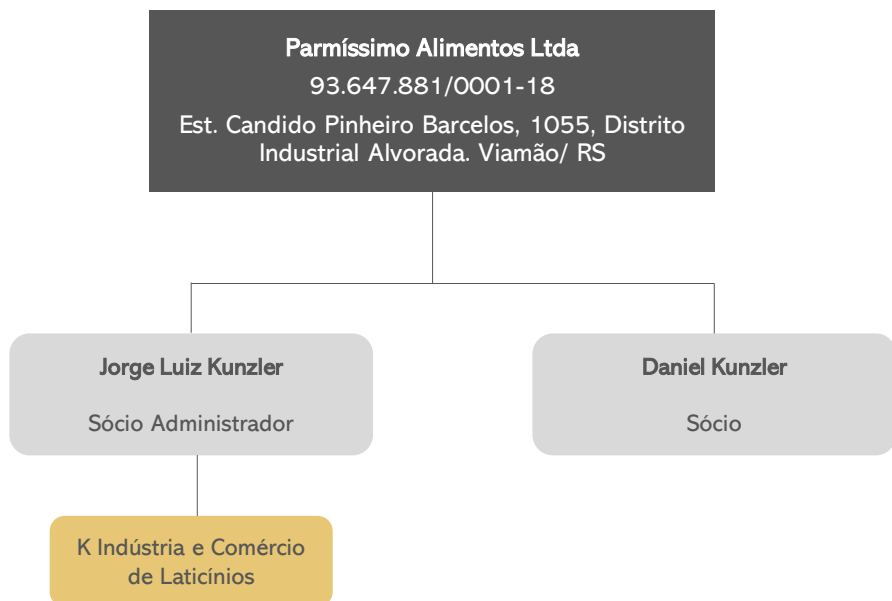 Parmíssimo Alimentos Ltda
93.647.881/0001-18
Est. Candido Pinheiro Barcelos, 1055, Distrito
Industrial Alvorada. Viamão/ RS
Jorge Luiz Kunzler
Sócio Administrador
Daniel Kunzler
Sócio
K Indústria e Comércio
de Laticínios